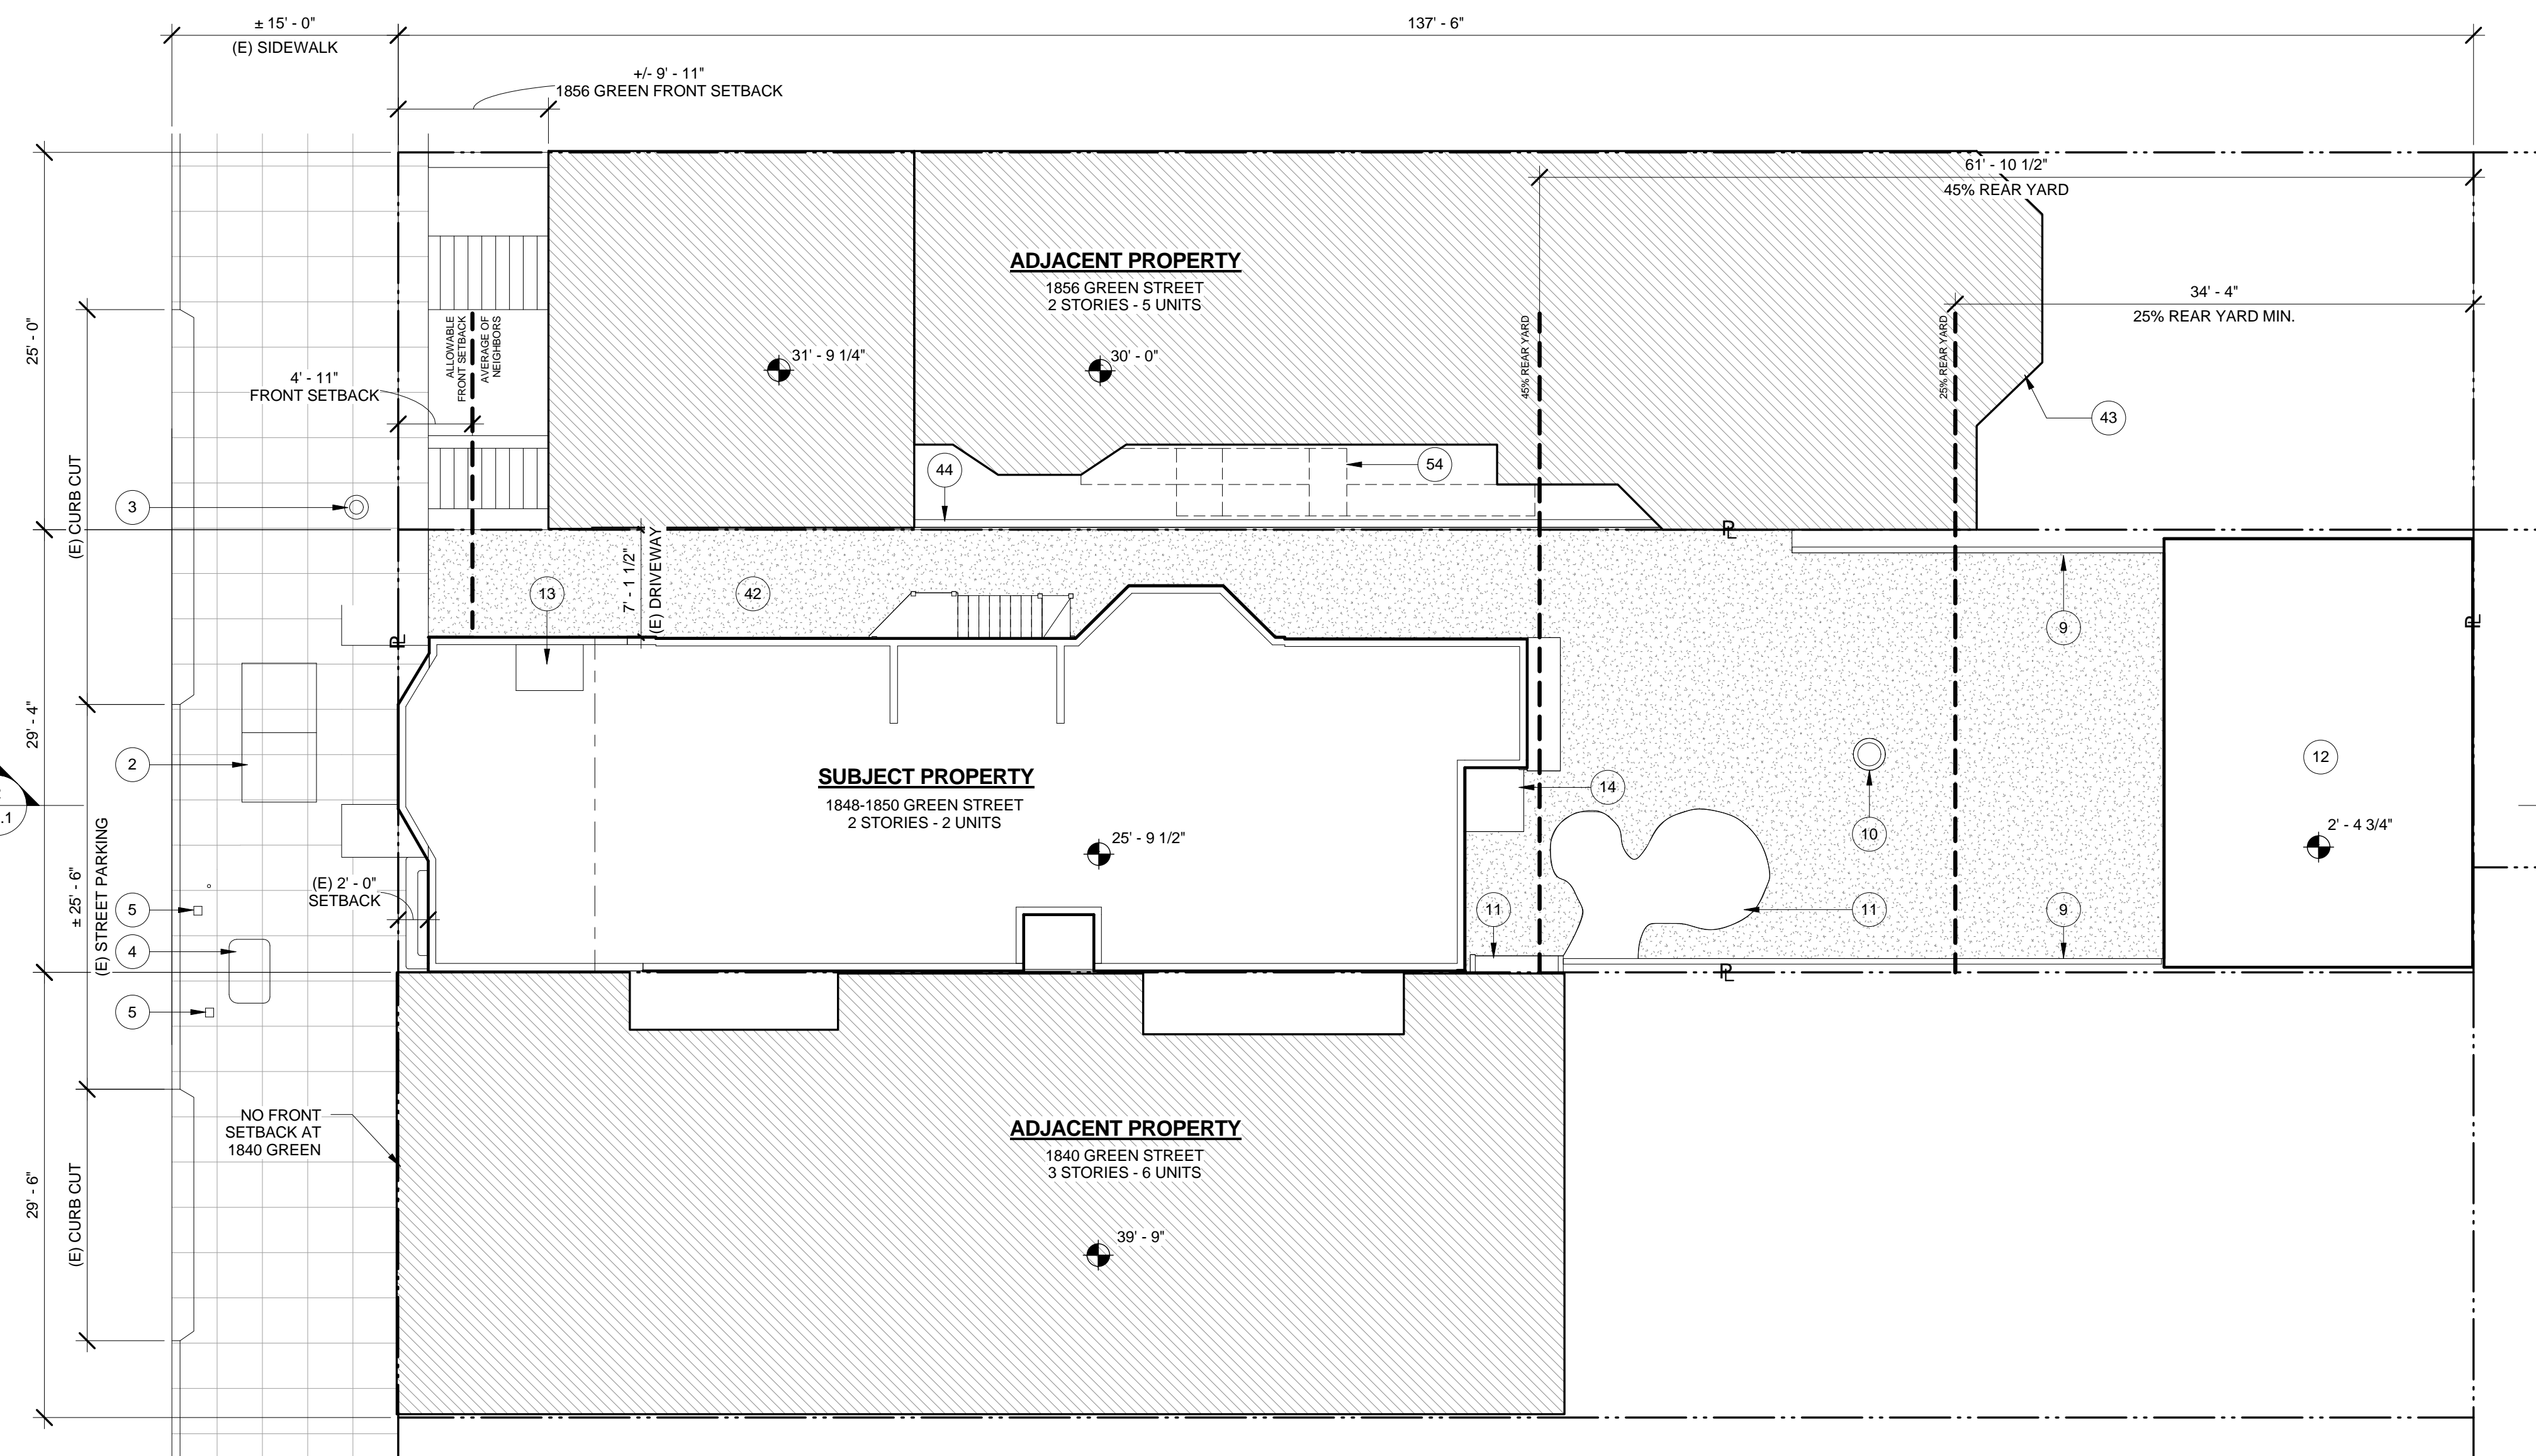 ± 15' - 0"
(E) SIDEWALK
137' - 6"
+/- 9' - 11"
1856 GREEN FRONT SETBACK
61' - 10 1/2"
45% REAR YARD
ADJACENT PROPERTY
1856 GREEN STREET
2 STORIES - 5 UNITS
34' - 4"
25% REAR YARD MIN.
25' - 0"
ALLOWABLE
FRONT SETBACK
AVERAGE OF
NEIGHBORS
45% REAR YARD
25% REAR YARD
31' - 9 1/4"
30' - 0"
4' - 11"
FRONT SETBACK
43
44
54
(E) CURB CUT
3
PL
7' - 1 1/2"
(E) DRIVEWAY
13
42
9
PL
PL
29' - 4"
2
SUBJECT PROPERTY
1848-1850 GREEN STREET
2 STORIES - 2 UNITS
12
14
.1
25' - 9 1/2"
10
2' - 4 3/4"
± 25' - 6"
(E) STREET PARKING
(E) 2' - 0"
SETBACK
5
11
11
9
4
PL
5
NO FRONT
SETBACK AT
1840 GREEN
ADJACENT PROPERTY
1840 GREEN STREET
3 STORIES - 6 UNITS
29' - 6"
(E) CURB CUT
39' - 9"